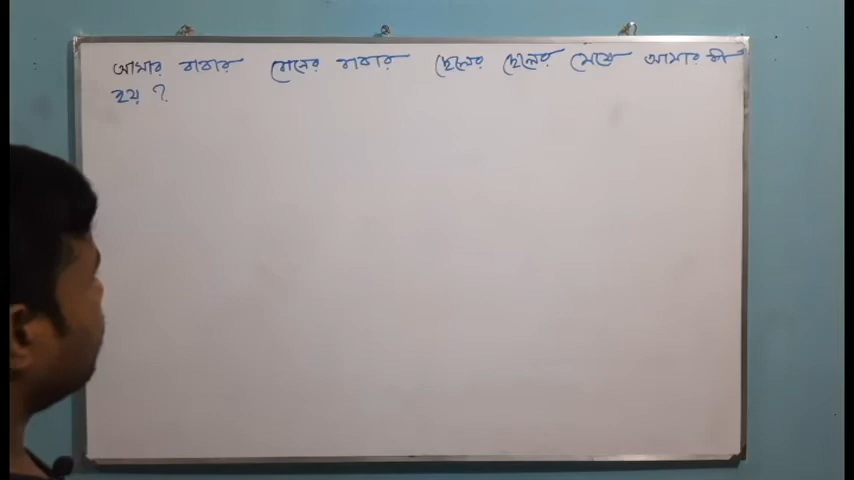 আমার বাবার বোনের বাবার ছেলের ছেলের মেয়ে আমার কী
হয় ?